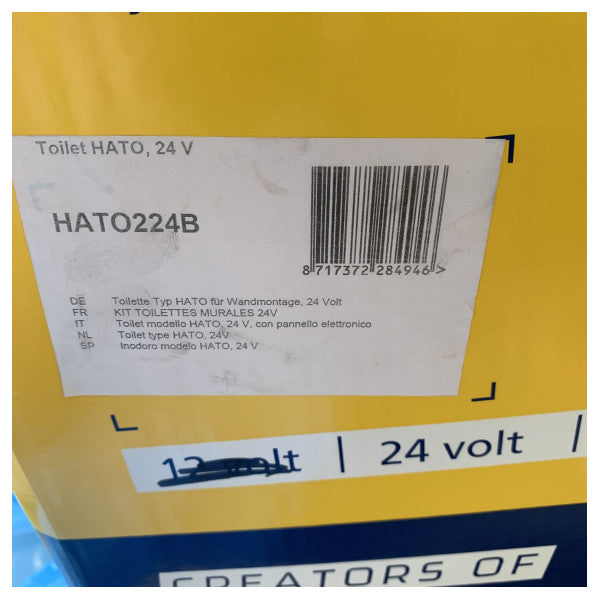 Toilet HATO, 24 V
HATO224B
8 717372 284946 >
DE Toilette Typ HATO für Wandmontage, 24 Volt
FR KIT TOILETTES MURALES 24V
IT Toilet modello HATO, 24 V, con pannello elettronico
NL Toilet type HATO, 24V
SP Inodoro modelo HATO, 24 V
12 volt | 24 volt |
CREATORS OF